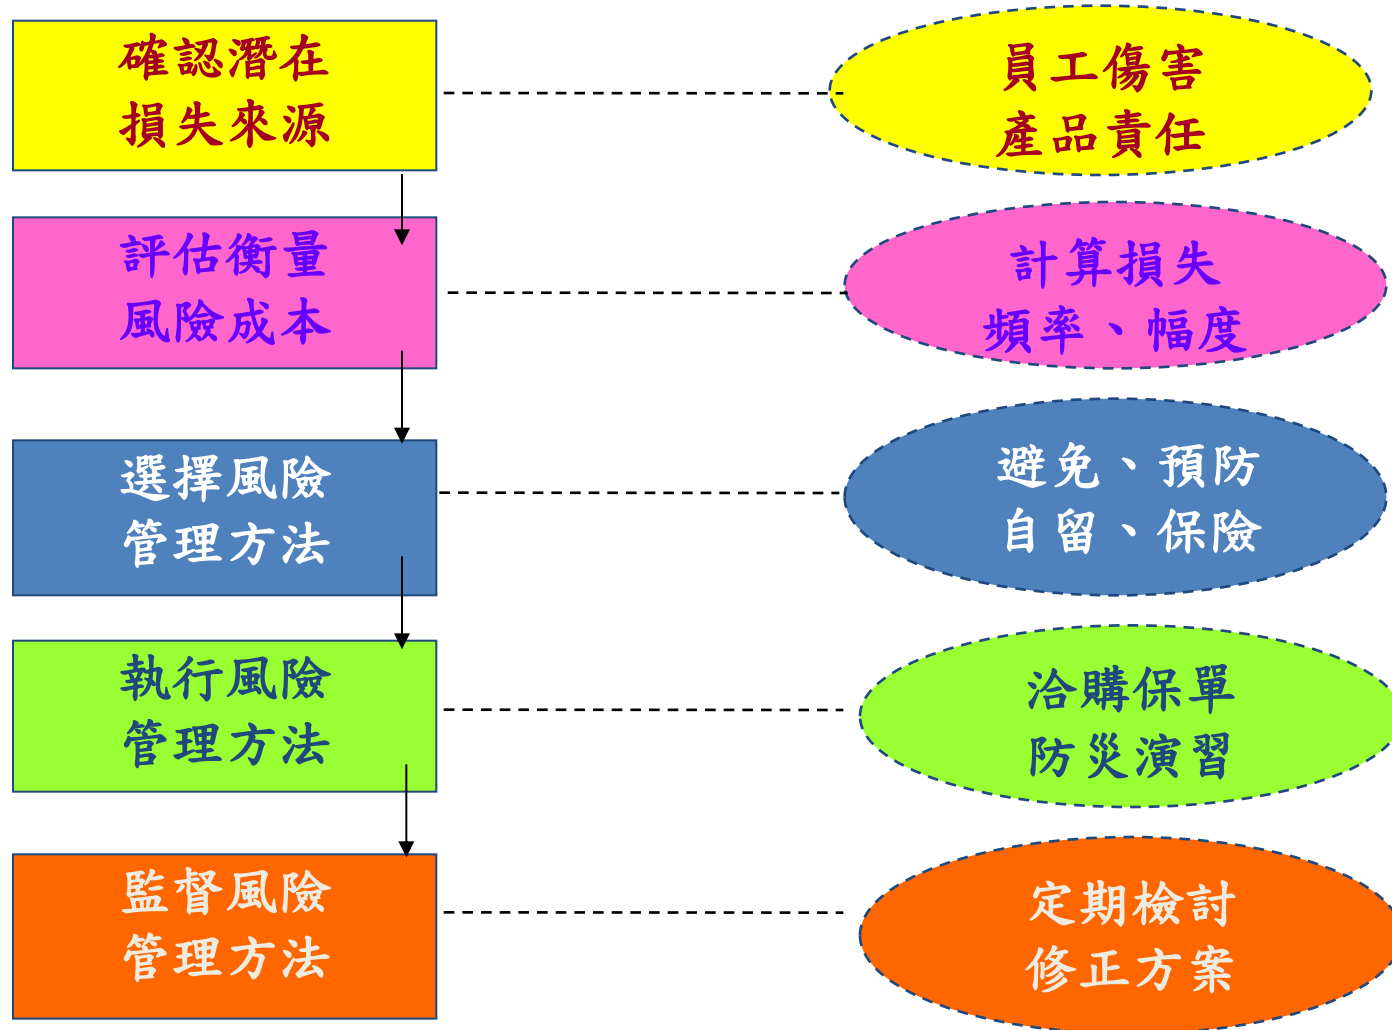 確認潛在
損失來源
員工傷害
產品責任
評估衡量
風險成本
計算損失
頻率、幅度
選擇風險
管理方法
避免、預防
自留、保險
執行風險
管理方法
洽購保單
防災演習
監督風險
管理方法
定期檢討
修正方案